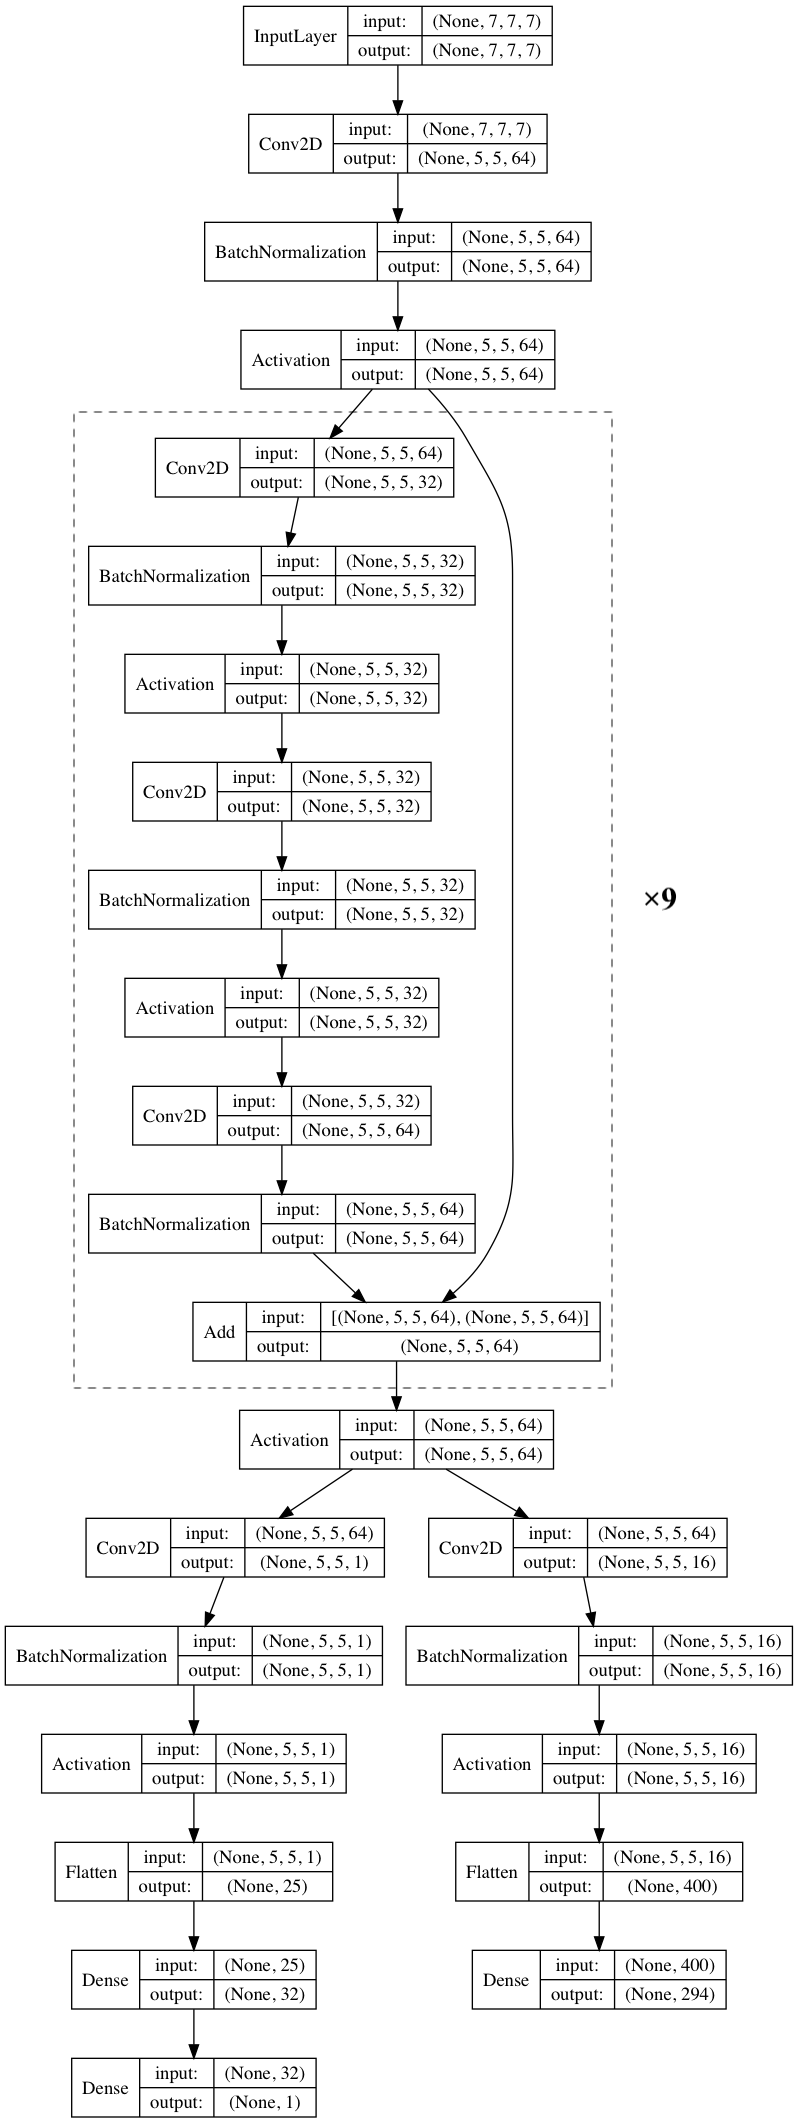 InputLayer input: (None, 7, 7, 7)
output: (None, 7, 7, 7)
Conv2D input: (None, 7, 7, 7)
output: (None, 5, 5, 64)
BatchNormalization input: (None, 5, 5, 64)
output: (None, 5, 5, 64)
Activation input: (None, 5, 5, 64)
output: (None, 5, 5, 64)
Conv2D input: (None, 5, 5, 64)
output: (None, 5, 5, 32)
BatchNormalization input: (None, 5, 5, 32)
output: (None, 5, 5, 32)
Activation input: (None, 5, 5, 32)
output: (None, 5, 5, 32)
Conv2D input: (None, 5, 5, 32)
output: (None, 5, 5, 32)
BatchNormalization input: (None, 5, 5, 32)
output: (None, 5, 5, 32)
×9
Activation input: (None, 5, 5, 32)
output: (None, 5, 5, 32)
Conv2D input: (None, 5, 5, 32)
output: (None, 5, 5, 64)
BatchNormalization input: (None, 5, 5, 64)
output: (None, 5, 5, 64)
Add input: [(None, 5, 5, 64), (None, 5, 5, 64)]
output: (None, 5, 5, 64)
Activation input: (None, 5, 5, 64)
output: (None, 5, 5, 64)
Conv2D input: (None, 5, 5, 64)
output: (None, 5, 5, 1)
BatchNormalization input: (None, 5, 5, 1)
output: (None, 5, 5, 1)
Activation input: (None, 5, 5, 1)
output: (None, 5, 5, 1)
Flatten input: (None, 5, 5, 1)
output: (None, 25)
Dense input: (None, 25)
output: (None, 32)
Dense input: (None, 32)
output: (None, 1)
Conv2D input: (None, 5, 5, 64)
output: (None, 5, 5, 16)
BatchNormalization input: (None, 5, 5, 16)
output: (None, 5, 5, 16)
Activation input: (None, 5, 5, 16)
output: (None, 5, 5, 16)
Flatten input: (None, 5, 5, 16)
output: (None, 400)
Dense input: (None, 400)
output: (None, 294)